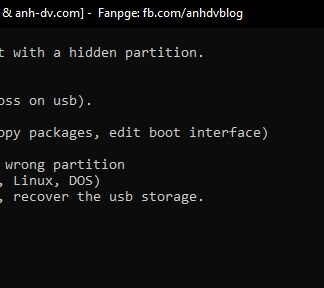 & anh-dv.com] - Fanpge: fb.com/anhdvblog
t with a hidden partition.
oss on usb).
opy packages, edit boot interface)
wrong partition
, Linux, DOS)
, recover the usb storage.